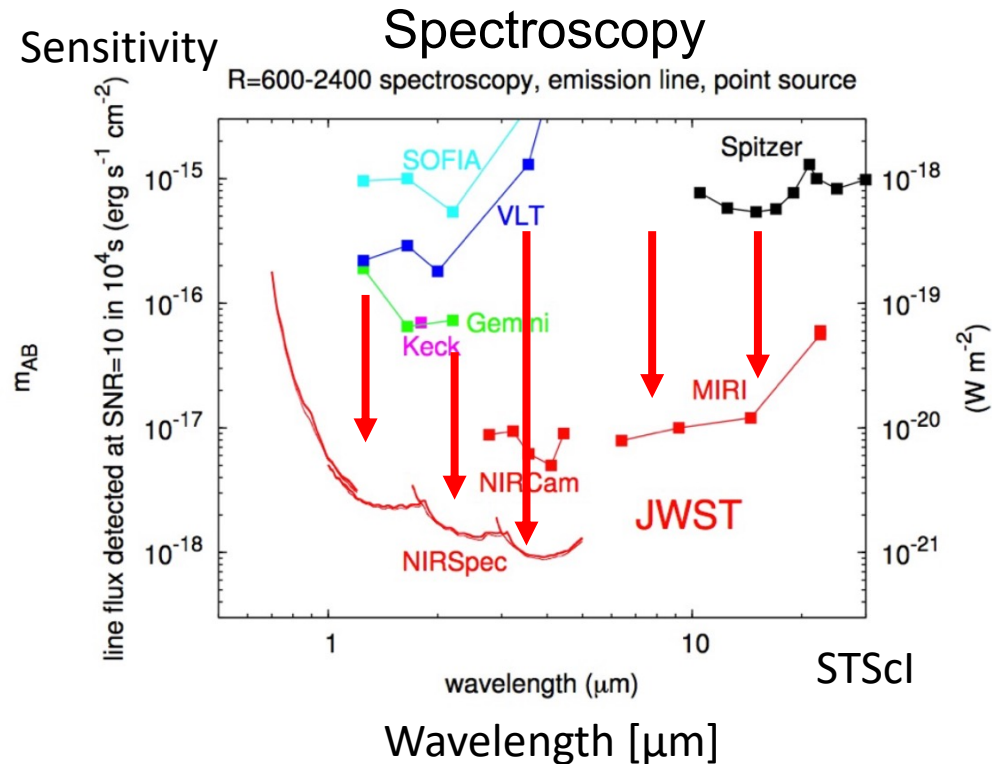 Spectroscopy
Sensitivity
R=600-2400 spectroscopy, emission line, point source
m_AB
line flux detected at SNR=10 in 10^4 s (erg s^-1 cm^-2)
10^-15
10^-16
10^-17
10^-18
SOFIA
VLT
Gemini
Keck
Spitzer
MIRI
NIRCam
JWST
NIRSpec
10^-18
10^-19
10^-20
10^-21
(W m^-2)
1
10
STScI
wavelength (μm)
Wavelength [μm]